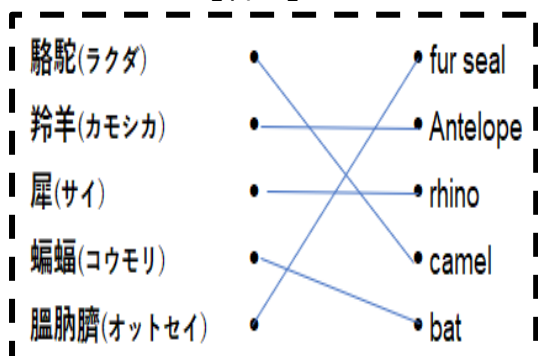 駱駝(ラクダ) fur seal
羚羊(カモシカ) Antelope
犀(サイ) rhino
蝙蝠(コウモリ) camel
膃肭臍(オットセイ) bat